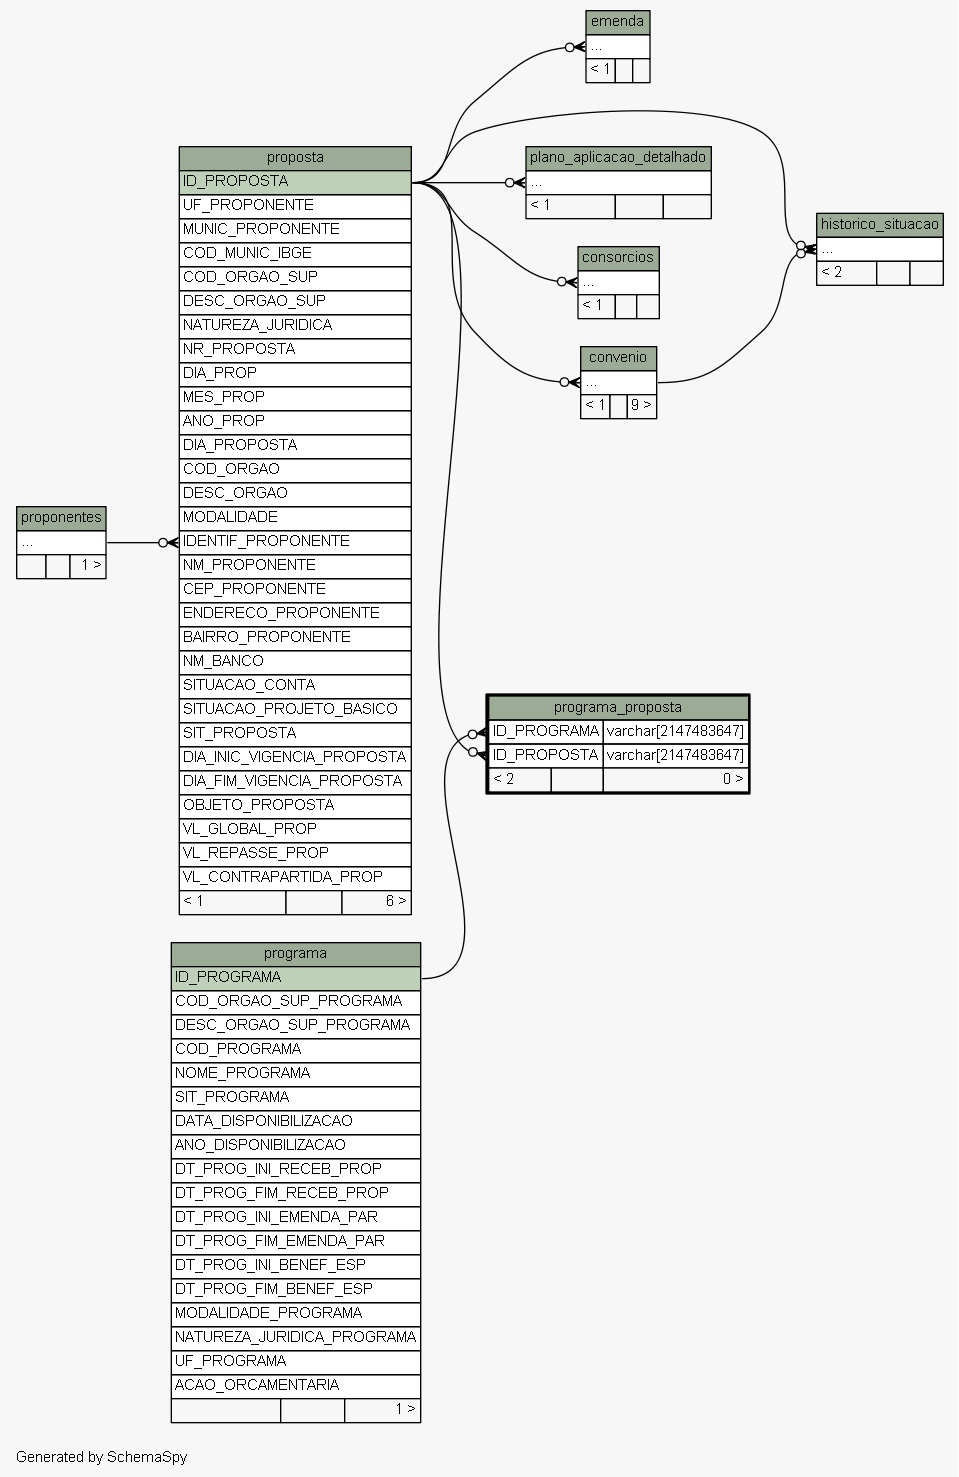 emenda
...
< 1
proposta
ID_PROPOSTA
UF_PROPONENTE
MUNIC_PROPONENTE
COD_MUNIC_IBGE
COD_ORGAO_SUP
DESC_ORGAO_SUP
NATUREZA_JURIDICA
NR_PROPOSTA
DIA_PROP
MES_PROP
ANO_PROP
DIA_PROPOSTA
COD_ORGAO
DESC_ORGAO
MODALIDADE
IDENTIF_PROPONENTE
NM_PROPONENTE
CEP_PROPONENTE
ENDERECO_PROPONENTE
BAIRRO_PROPONENTE
NM_BANCO
SITUACAO_CONTA
SITUACAO_PROJETO_BASICO
SIT_PROPOSTA
DIA_INIC_VIGENCIA_PROPOSTA
DIA_FIM_VIGENCIA_PROPOSTA
OBJETO_PROPOSTA
VL_GLOBAL_PROP
VL_REPASSE_PROP
VL_CONTRAPARTIDA_PROP
< 1 6 >
plano_aplicacao_detalhado
...
< 1
historico_situacao
...
< 2
consorcios
...
< 1
convenio
...
< 1 9 >
proponentes
...
1 >
programa_proposta
ID_PROGRAMA varchar[2147483647]
ID_PROPOSTA varchar[2147483647]
< 2 0 >
programa
ID_PROGRAMA
COD_ORGAO_SUP_PROGRAMA
DESC_ORGAO_SUP_PROGRAMA
COD_PROGRAMA
NOME_PROGRAMA
SIT_PROGRAMA
DATA_DISPONIBILIZACAO
ANO_DISPONIBILIZACAO
DT_PROG_INI_RECEB_PROP
DT_PROG_FIM_RECEB_PROP
DT_PROG_INI_EMENDA_PAR
DT_PROG_FIM_EMENDA_PAR
DT_PROG_INI_BENEF_ESP
DT_PROG_FIM_BENEF_ESP
MODALIDADE_PROGRAMA
NATUREZA_JURIDICA_PROGRAMA
UF_PROGRAMA
ACAO_ORCAMENTARIA
1 >
Generated by SchemaSpy